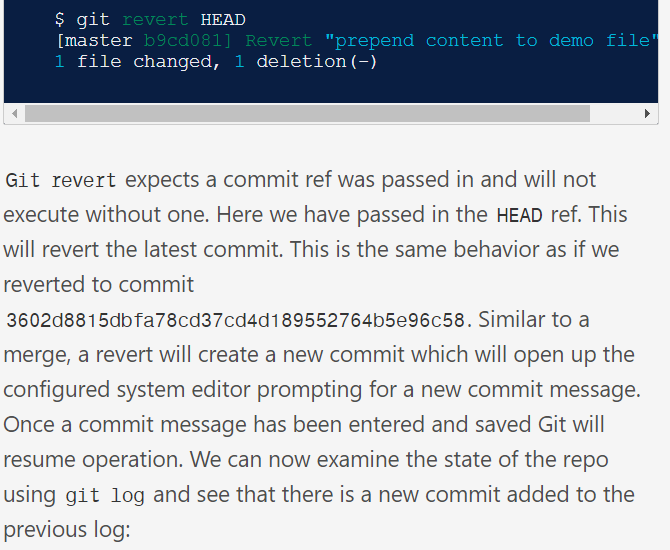 $ git revert HEAD
[master b9cd081] Revert "prepend content to demo file"
1 file changed, 1 deletion(-)
Git revert expects a commit ref was passed in and will not
execute without one. Here we have passed in the HEAD ref. This
will revert the latest commit. This is the same behavior as if we
reverted to commit
3602d8815dbfa78cd37cd4d189552764b5e96c58. Similar to a
merge, a revert will create a new commit which will open up the
configured system editor prompting for a new commit message.
Once a commit message has been entered and saved Git will
resume operation. We can now examine the state of the repo
using git log and see that there is a new commit added to the
previous log: